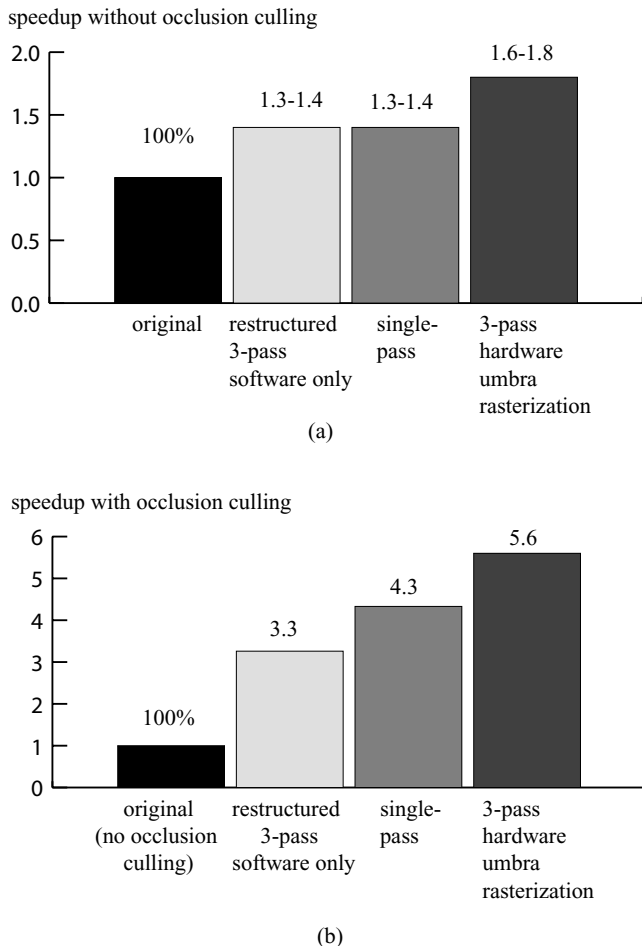 speedup without occlusion culling
2.0
1.6-1.8
1.3-1.4
1.3-1.4
1.5
100%
1.0
0.5
0.0
original
restructured
3-pass
software only
single-
pass
3-pass
hardware
umbra
rasterization
(a)
speedup with occlusion culling
6
5.6
5
4.3
4
3.3
3
2
100%
1
0
original
(no occlusion
culling)
restructured
3-pass
software only
single-
pass
3-pass
hardware
umbra
rasterization
(b)